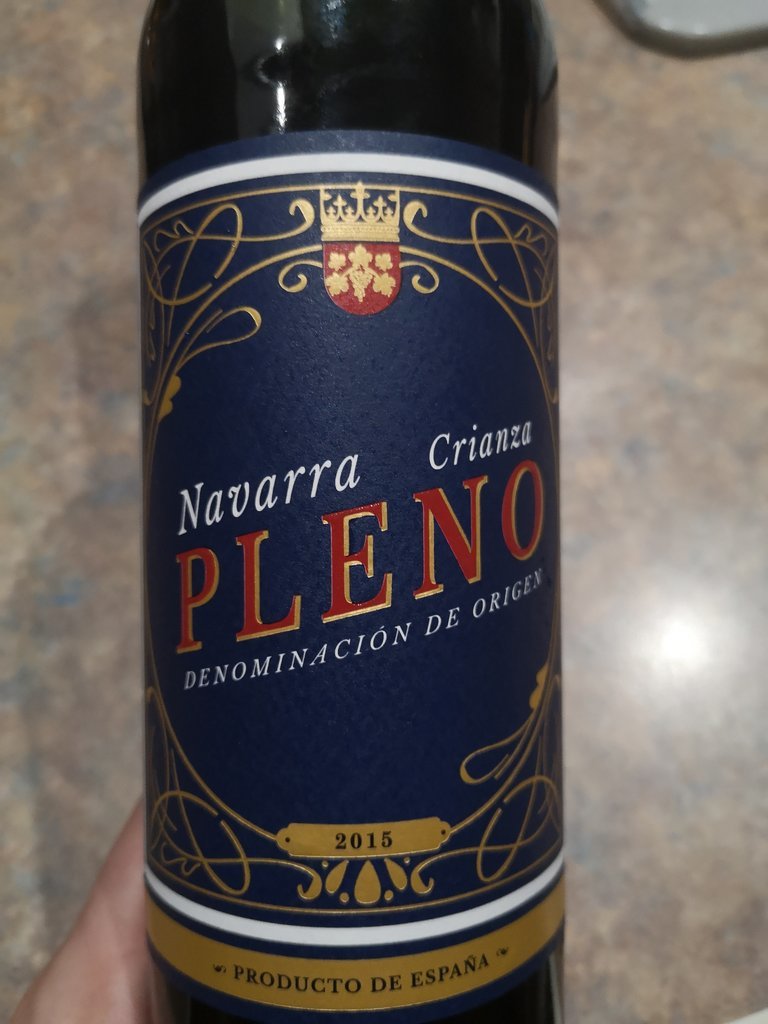 Navarra Crianza
PLENO
DENOMINACIÓN DE ORIGEN
2015
PRODUCTO DE ESPAÑA